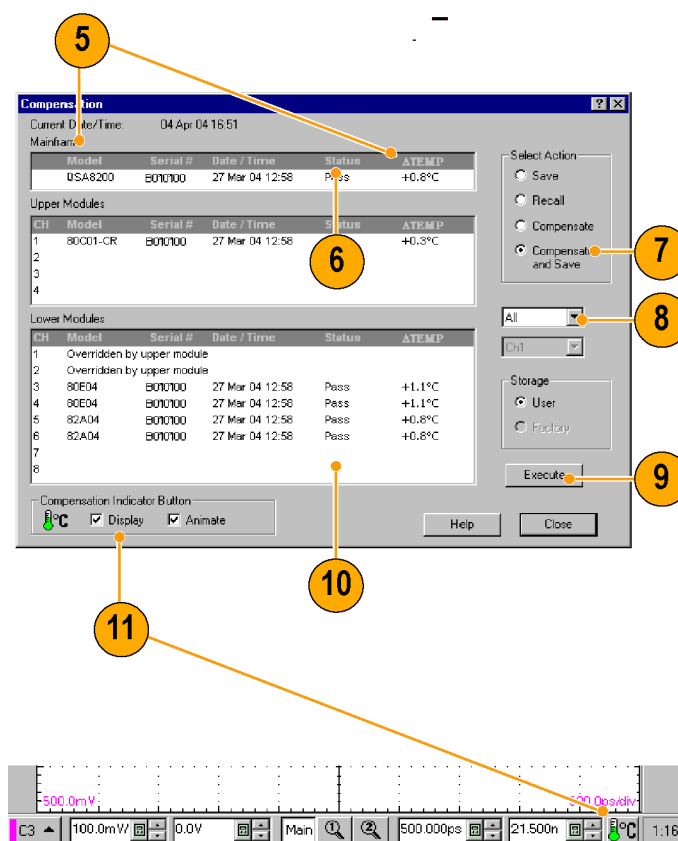 5
Compensation
Current Date/Time: 04 Apr 04 16:51
Mainframe
Model Serial # Date / Time Status ΔTEMP
DSA8200 B010100 27 Mar 04 12:58 Pass +0.8°C
Upper Modules
CH Model Serial # Date / Time Status ΔTEMP
1 80C01-CR B010100 27 Mar 04 12:58 +0.3°C
2
3
4
6
Lower Modules
CH Model Serial # Date / Time Status ΔTEMP
1 Overridden by upper module
2 Overridden by upper module
3 80E04 B010100 27 Mar 04 12:58 Pass +1.1°C
4 80E04 B010100 27 Mar 04 12:58 Pass +1.1°C
5 82A04 B010100 27 Mar 04 12:58 Pass +0.8°C
6 82A04 B010100 27 Mar 04 12:58 Pass +0.8°C
7
8
Select Action
Save
Recall
Compensate
Compensate and Save
7
All
8
Ch1
Storage
User
Factory
Execute
9
Compensation Indicator Button
°C Display Animate
Help
Close
10
11
-500.0mV
500.0ps/div
C3 100.0mV/ 0.0V Main 1 2 500.000ps 21.500n °C 1:16